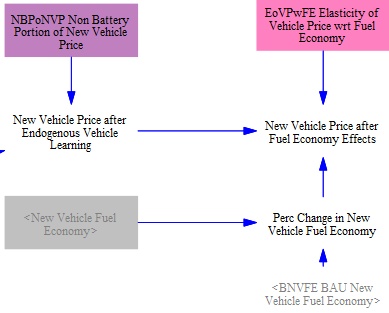 NBPoNVP Non Battery
Portion of New Vehicle
Price
EoVPwFE Elasticity of
Vehicle Price wrt Fuel
Economy
New Vehicle Price after
Endogenous Vehicle
Learning
New Vehicle Price after
Fuel Economy Effects
<New Vehicle Fuel
Economy>
Perc Change in New
Vehicle Fuel Economy
<BNVFE BAU New
Vehicle Fuel Economy>